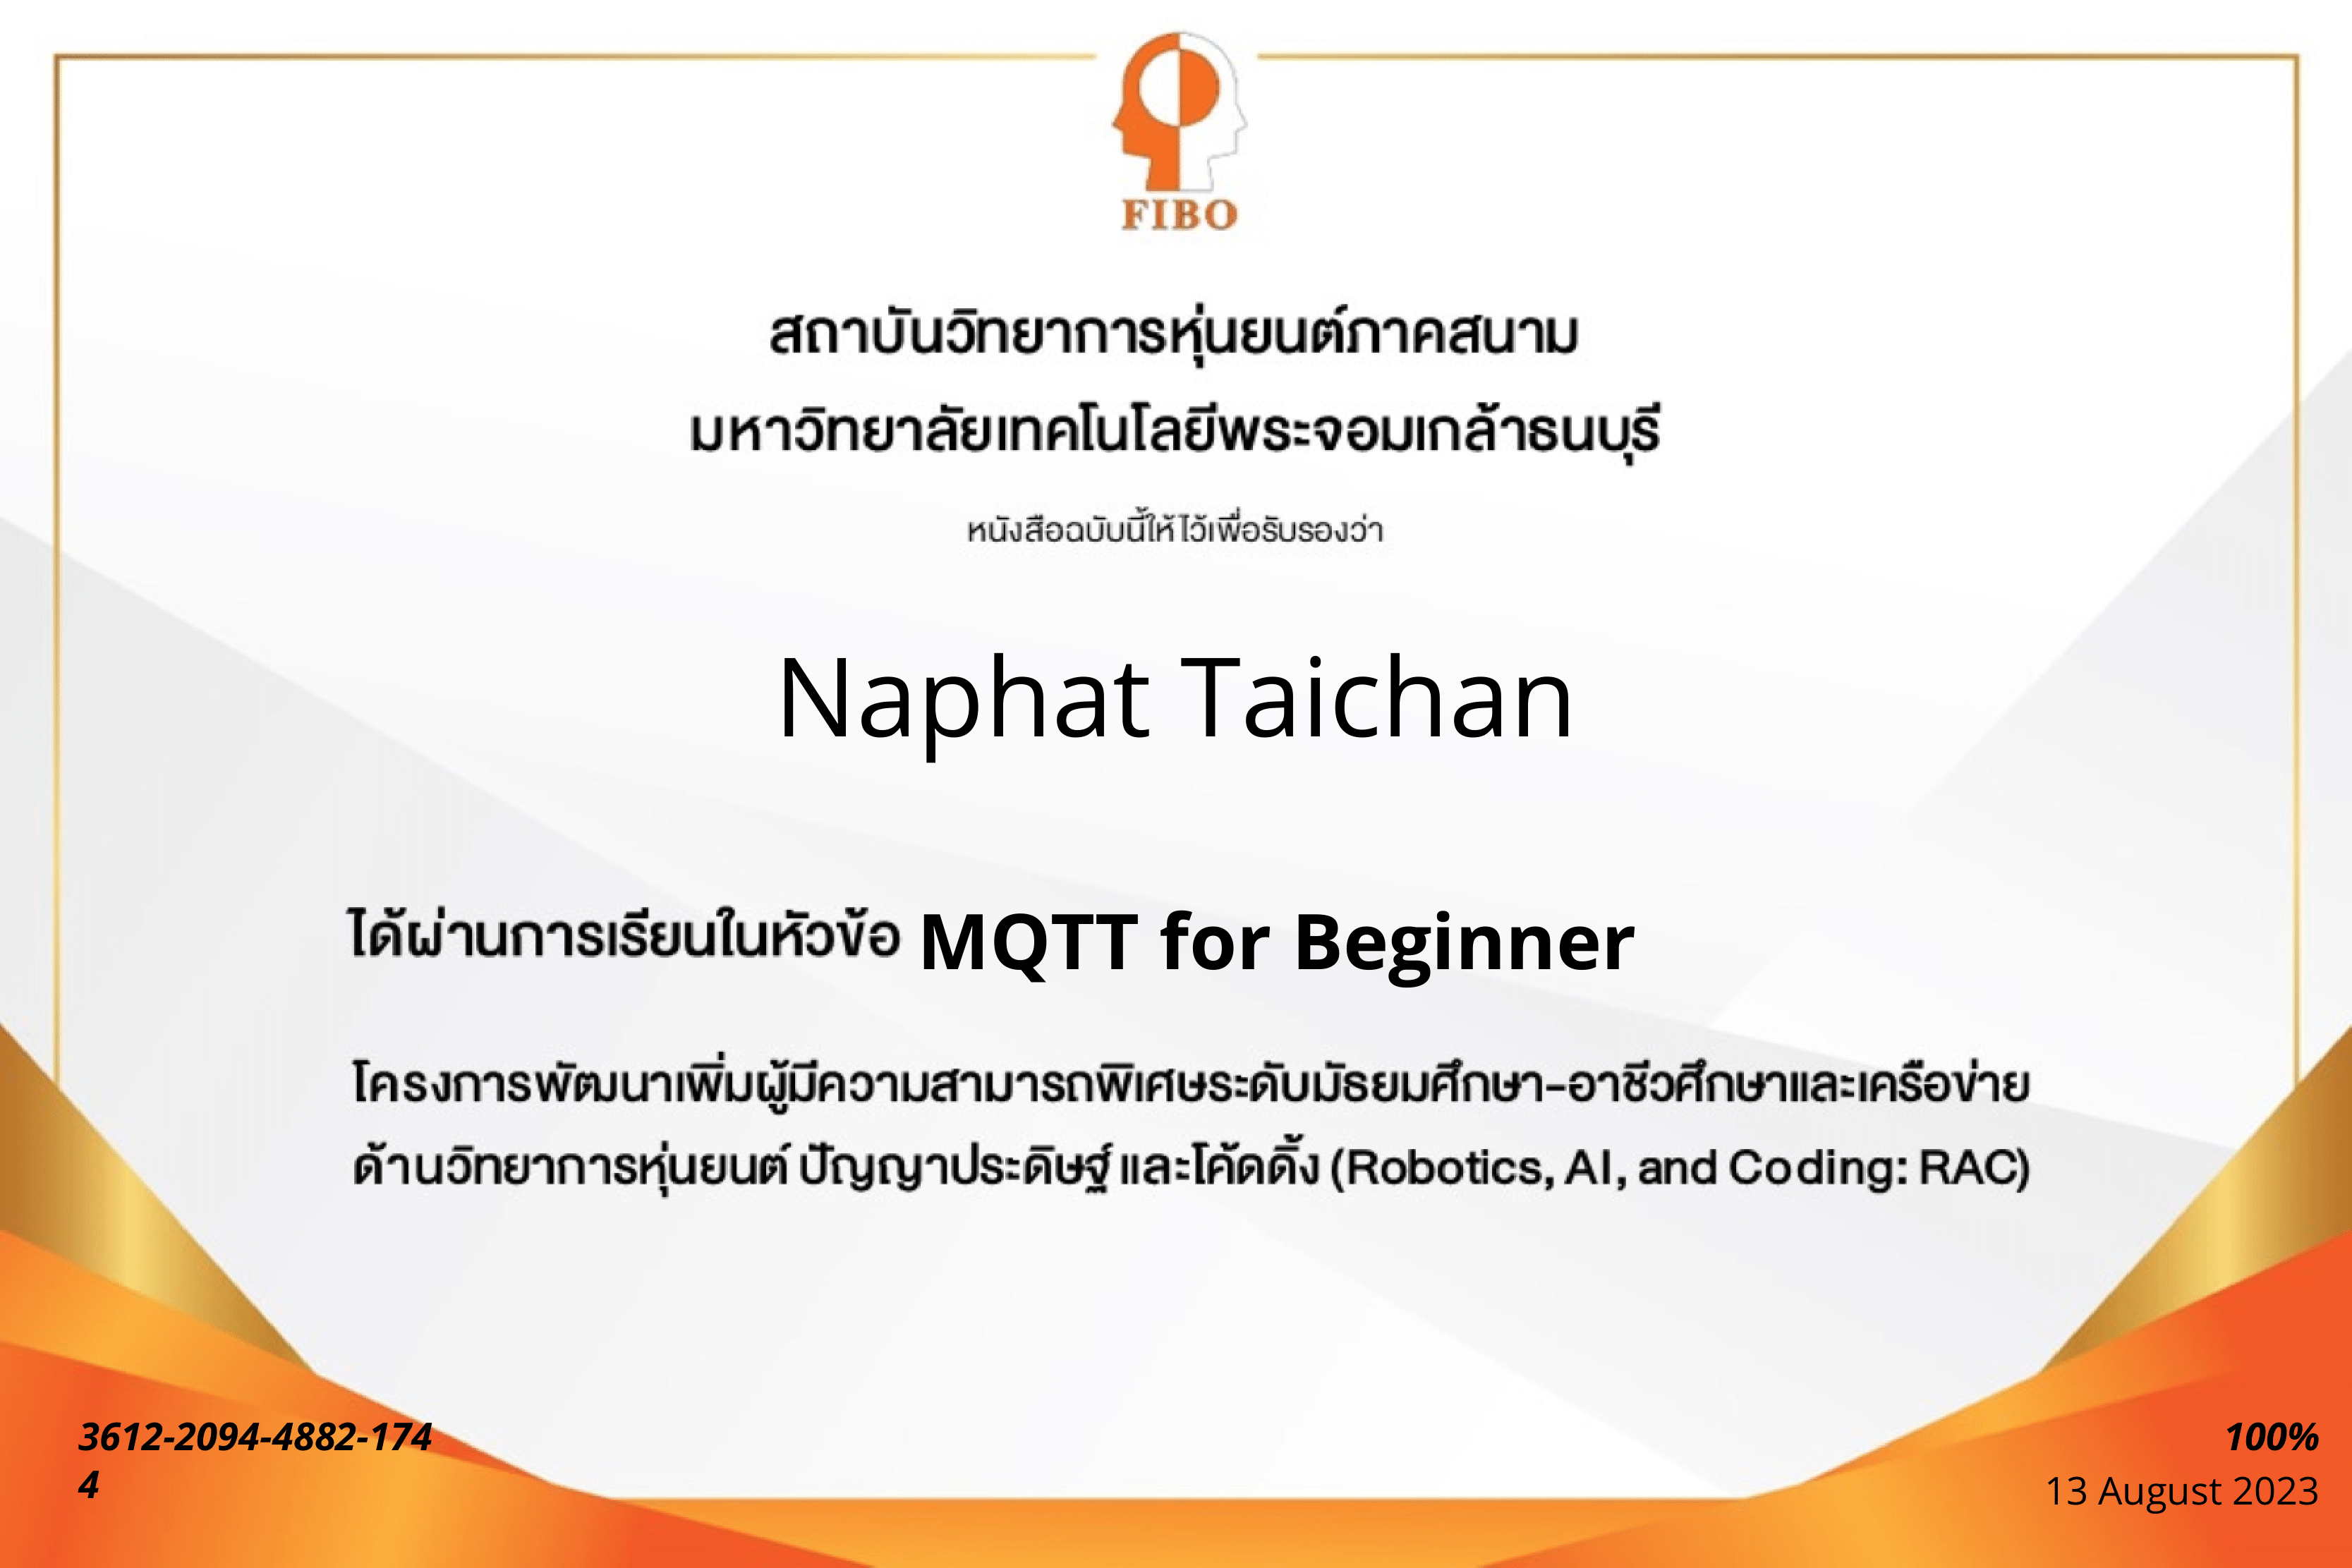 FIBO
สถาบันวิทยาการหุ่นยนต์ภาคสนาม
มหาวิทยาลัยเทคโนโลยีพระจอมเกล้าธนบุรี
หนังสือฉบับนี้ให้ไว้เพื่อรับรองว่า
Naphat Taichan
ได้ผ่านการเรียนในหัวข้อ MQTT for Beginner
โครงการพัฒนาเพิ่มผู้มีความสามารถพิเศษระดับมัธยมศึกษา-อาชีวศึกษาและเครือข่าย
ด้านวิทยาการหุ่นยนต์ ปัญญาประดิษฐ์ และโค้ดดิ้ง (Robotics, AI, and Coding: RAC)
3612-2094-4882-174
4
100%
13 August 2023